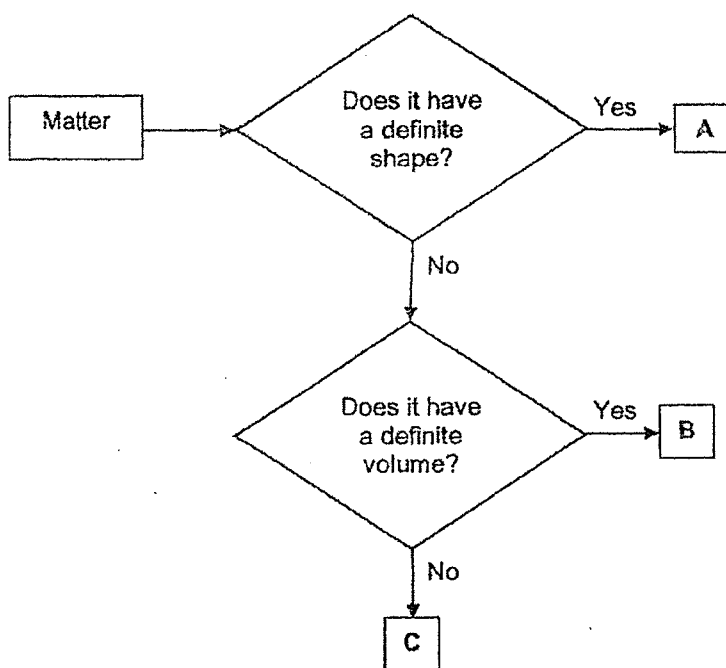 Matter
Does it have
a definite
shape?
Yes
A
No
Does it have
a definite
volume?
Yes
B
No
C